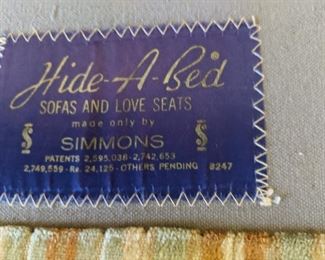 Hide-A-Bed®
SOFAS AND LOVE SEATS
made only by
S SIMMONS S
PATENTS 2,595,036-2,742,653
2,749,559-Re. 24,125-OTHERS PENDING 8247